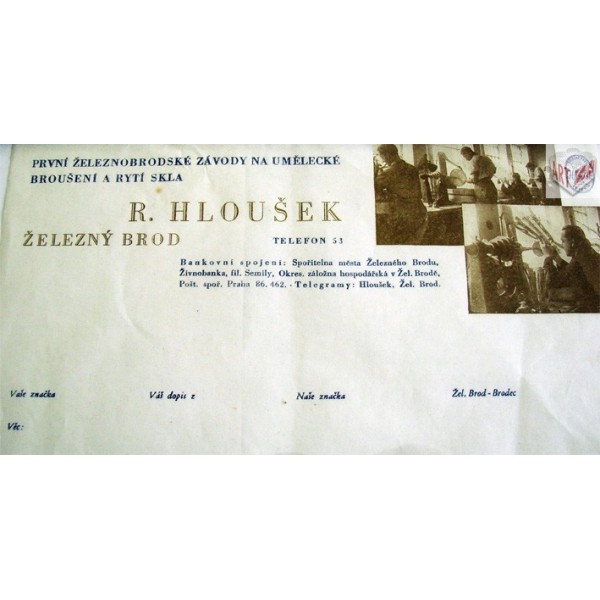 PRVNÍ ŽELEZNOBRODSKÉ ZÁVODY NA UMĚLECKÉ
BROUŠENÍ A RYTÍ SKLA
R. HLOUŠEK
ŽELEZNÝ BROD TELEFON 53
Bankovní spojení: Spořitelna města Železného Brodu,
Živnobanka, fil. Semily, Okres. záložna hospodářská v Žel. Brodě,
Pošt. spoř. Praha 86.462. - Telegramy: Hloušek, Žel. Brod.
Vaše značka Váš dopis z Naše značka Žel. Brod - Brodec
Věc: